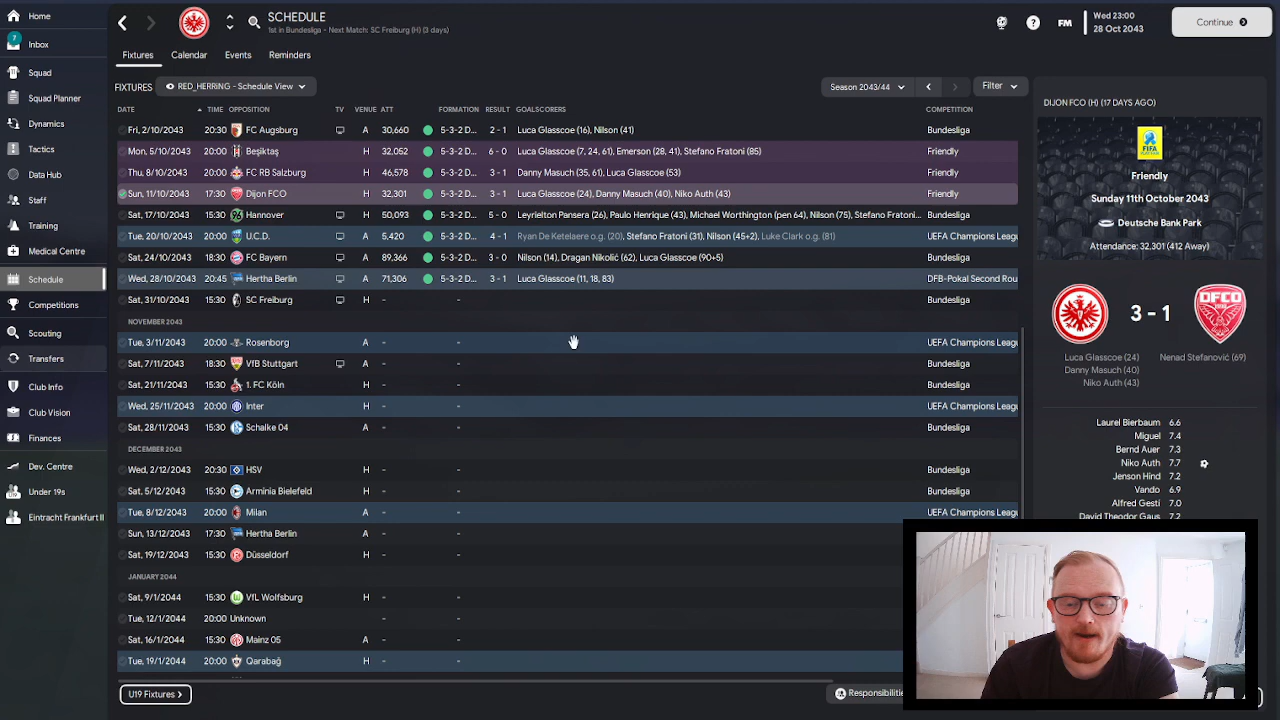 Home
SCHEDULE
1st in Bundesliga - Next Match: SC Freiburg (H) (3 days)
FM
Wed 23:00
28 Oct 2043
Continue
7
Inbox
Squad
Squad Planner
Dynamics
Tactics
Data Hub
Staff
Training
Medical Centre
Schedule
Competitions
Scouting
Transfers
Club Info
Club Vision
Finances
Dev. Centre
U19
Under 19s
Eintracht Frankfurt II
Fixtures
Calendar
Events
Reminders
FIXTURES
RED_HERRING - Schedule View
Season 2043/44
Filter
DATE TIME OPPOSITION TV VENUE ATT FORMATION RESULT GOALSCORERS COMPETITION
Fri, 2/10/2043 20:30 FC Augsburg A 30,660 5-3-2 D... 2 - 1 Luca Glasscoe (16), Nilson (41) Bundesliga
Mon, 5/10/2043 20:00 Beşiktaş H 32,052 5-3-2 D... 6 - 0 Luca Glasscoe (7, 24, 61), Emerson (28, 41), Stefano Fratoni (85) Friendly
Thu, 8/10/2043 20:00 FC RB Salzburg H 46,578 5-3-2 D... 3 - 1 Danny Masuch (35, 61), Luca Glasscoe (53) Friendly
Sun, 11/10/2043 17:30 Dijon FCO H 32,301 5-3-2 D... 3 - 1 Luca Glasscoe (24), Danny Masuch (40), Niko Auth (43) Friendly
Sat, 17/10/2043 15:30 Hannover H 50,093 5-3-2 D... 5 - 0 Leyrielton Pansera (26), Paulo Henrique (43), Michael Worthington (pen 64), Nilson (75), Stefano Fratoni... Bundesliga
Tue, 20/10/2043 20:00 U.C.D. A 5,420 5-3-2 D... 4 - 1 Ryan De Ketelaere o.g. (20), Stefano Fratoni (31), Nilson (45+2), Luke Clark o.g. (81) UEFA Champions Leag
Sat, 24/10/2043 15:30 FC Bayern A 89,366 5-3-2 D... 3 - 0 Nilson (14), Dragan Nikolić (62), Luca Glasscoe (90+5) Bundesliga
Wed, 28/10/2043 20:45 Hertha Berlin A 71,306 5-3-2 D... 3 - 1 Luca Glasscoe (11, 18, 83) DFB-Pokal Second Rou
Sat, 31/10/2043 15:30 SC Freiburg H - - Bundesliga
NOVEMBER 2043
Tue, 3/11/2043 20:00 Rosenborg A - - UEFA Champions Leag
Sat, 7/11/2043 18:30 VfB Stuttgart A - - Bundesliga
Sat, 21/11/2043 15:30 1. FC Köln H - - Bundesliga
Wed, 25/11/2043 20:00 Inter H - - UEFA Champions Leag
Sat, 28/11/2043 15:30 Schalke 04 A - - Bundesliga
DECEMBER 2043
Wed, 2/12/2043 20:30 HSV H - - Bundesliga
Sat, 5/12/2043 15:30 Arminia Bielefeld A - - Bundesliga
Tue, 8/12/2043 20:00 Milan A - - UEFA Champions Leag
Sun, 13/12/2043 17:30 Hertha Berlin A - -
Sat, 19/12/2043 15:30 Düsseldorf H - -
JANUARY 2044
Sat, 9/1/2044 15:30 VfL Wolfsburg H - -
Tue, 12/1/2044 20:00 Unknown - -
Sat, 16/1/2044 15:30 Mainz 05 A - -
Tue, 19/1/2044 20:00 Qarabağ H - -
U19 Fixtures
Responsibilitie
DIJON FCO (H) (17 DAYS AGO)
FIFA
Friendly
Sunday 11th October 2043
Deutsche Bank Park
Attendance: 32,301 (412 Away)
DFCO
3 - 1
Luca Glasscoe (24) Nenad Stefanović (69)
Danny Masuch (40)
Niko Auth (43)
Laurel Bierbaum 6.6
Miguel 7.4
Bernd Auer 7.3
Niko Auth 7.7
Jenson Hind 7.2
Vando 6.9
Alfred Gesti 7.0
David Theodor Gaus 7.2